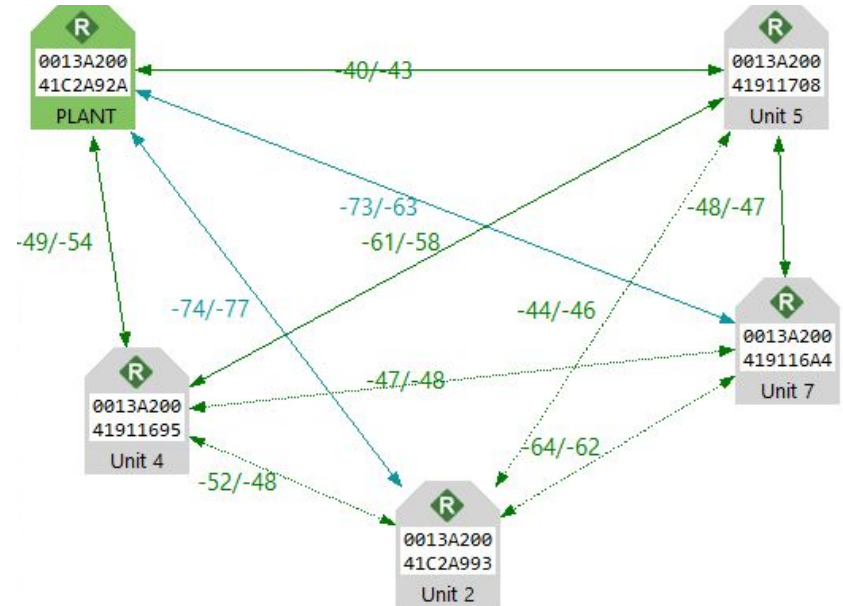 R
0013A200
41C2A92A
PLANT
R
0013A200
41911708
Unit 5
-40/-43
-73/-63
-48/-47
-49/-54
-61/-58
-74/-77
-44/-46
R
0013A200
419116A4
Unit 7
R
0013A200
41911695
Unit 4
-47/-48
-64/-62
-52/-48
R
0013A200
41C2A993
Unit 2